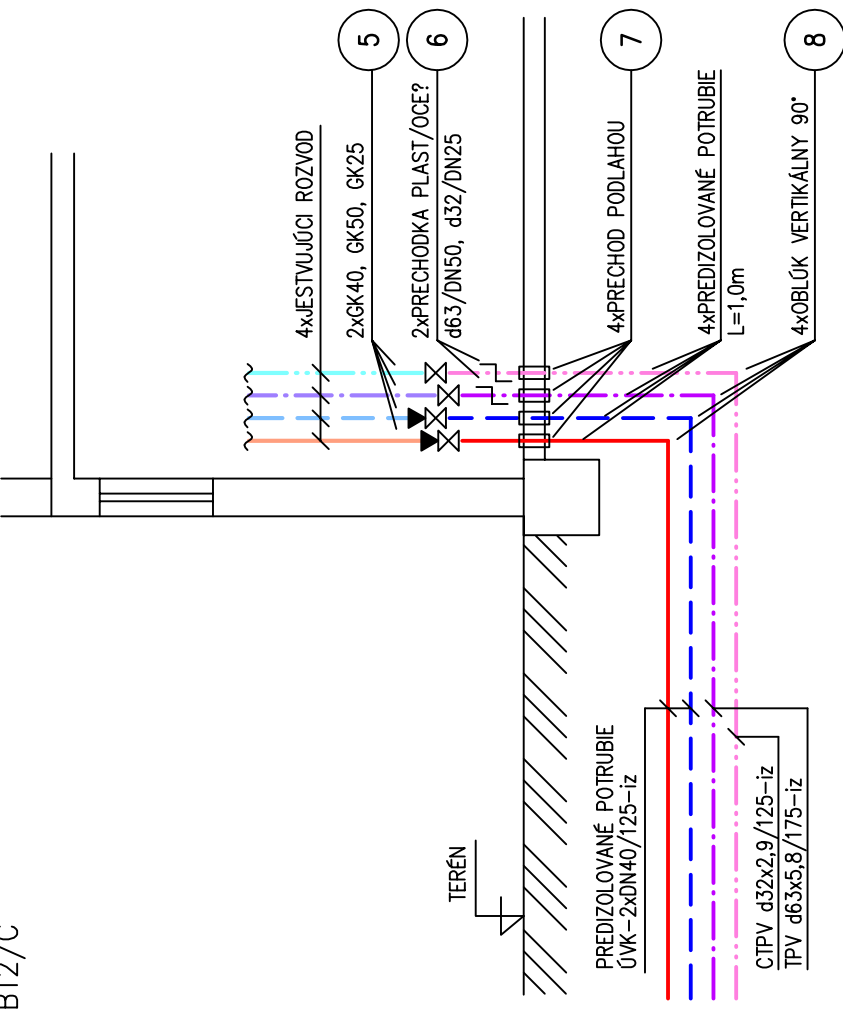 BT2/C
4xJESTVUJÚCI ROZVOD
2xGK40, GK50, GK25
5
2xPRECHODKA PLAST/OCE?
d63/DN50, d32/DN25
6
4xPRECHOD PODLAHOU
7
4xPREDIZOLOVANÉ POTRUBIE
L=1,0m
4xOBLÚK VERTIKÁLNY 90°
8
TERÉN
PREDIZOLOVANÉ POTRUBIE
ÚVK-2xDN40/125-iz
CTPV d32x2,9/125-iz
TPV d63x5,8/175-iz